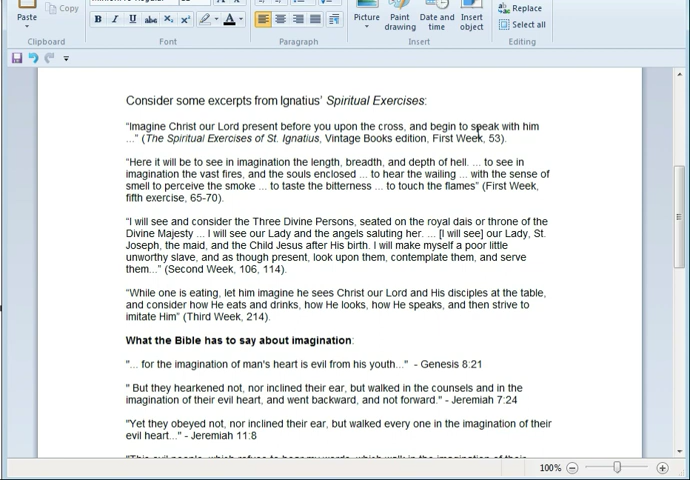 Copy
Paste
Clipboard
B I U abc X₂ X² A
Font
Paragraph
Picture Paint drawing Date and time Insert object
Insert
Replace
Select all
Editing
Consider some excerpts from Ignatius' Spiritual Exercises:
"Imagine Christ our Lord present before you upon the cross, and begin to speak with him
..." (The Spiritual Exercises of St. Ignatius, Vintage Books edition, First Week, 53).
"Here it will be to see in imagination the length, breadth, and depth of hell. ... to see in
imagination the vast fires, and the souls enclosed ... to hear the wailing ... with the sense of
smell to perceive the smoke ... to taste the bitterness ... to touch the flames" (First Week,
fifth exercise, 65-70).
"I will see and consider the Three Divine Persons, seated on the royal dais or throne of the
Divine Majesty ... I will see our Lady and the angels saluting her. ... [I will see] our Lady, St.
Joseph, the maid, and the Child Jesus after His birth. I will make myself a poor little
unworthy slave, and as though present, look upon them, contemplate them, and serve
them..." (Second Week, 106, 114).
"While one is eating, let him imagine he sees Christ our Lord and His disciples at the table,
and consider how He eats and drinks, how He looks, how He speaks, and then strive to
imitate Him" (Third Week, 214).
What the Bible has to say about imagination:
"... for the imagination of man's heart is evil from his youth..." - Genesis 8:21
" But they hearkened not, nor inclined their ear, but walked in the counsels and in the
imagination of their evil heart, and went backward, and not forward." - Jeremiah 7:24
"Yet they obeyed not, nor inclined their ear, but walked every one in the imagination of their
evil heart..." - Jeremiah 11:8
100%